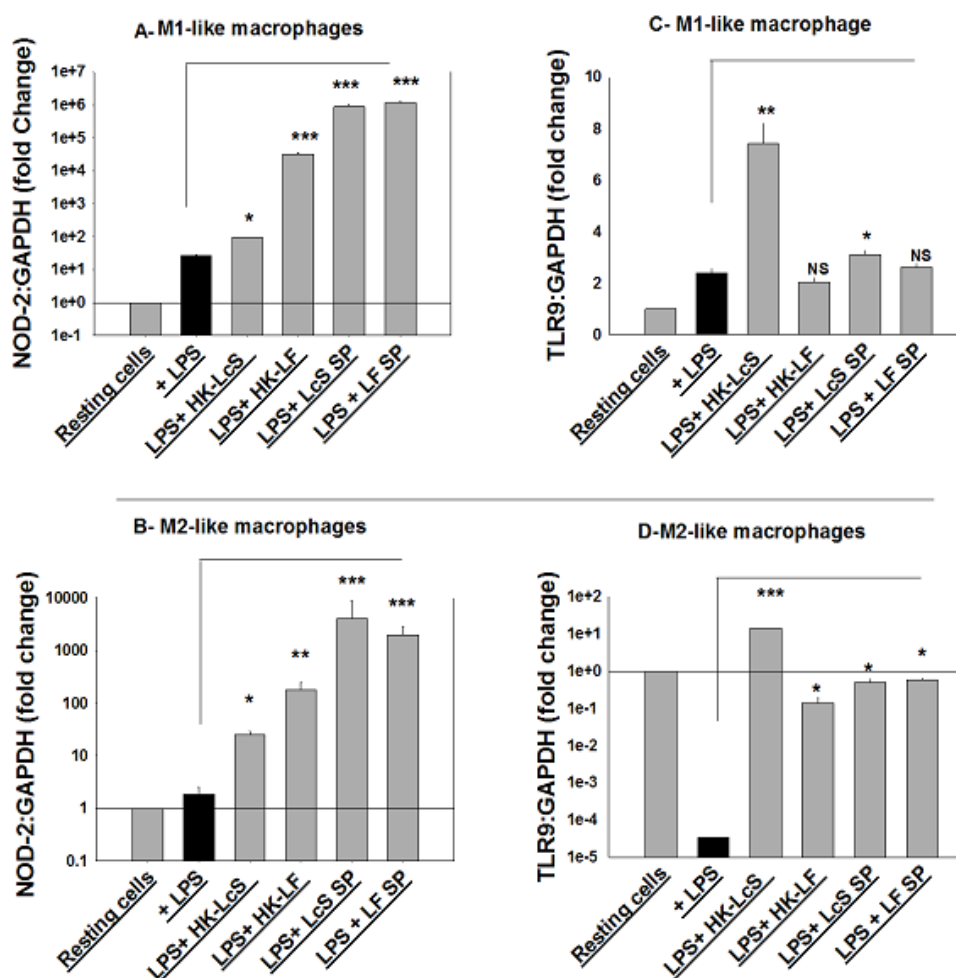 A- M1-like macrophages
NOD-2:GAPDH (fold Change)
1e+7
1e+6
1e+5
1e+4
1e+3
1e+2
1e+1
1e+0
1e-1
*
***
***
***
Resting cells
+ LPS
LPS+ HK-LcS
LPS+ HK-LF
LPS+ LcS SP
LPS + LF SP
C- M1-like macrophage
TLR9:GAPDH (fold change)
10
8
6
4
2
0
**
NS
*
NS
Resting cells
+ LPS
LPS+ HK-LcS
LPS+ HK-LF
LPS+ LcS SP
LPS + LF SP
B- M2-like macrophages
NOD-2:GAPDH (fold change)
10000
1000
100
10
1
0.1
*
**
***
***
Resting cells
+ LPS
LPS+ HK-LcS
LPS+ HK-LF
LPS+ LcS SP
LPS + LF SP
D-M2-like macrophages
TLR9:GAPDH (fold change)
1e+2
1e+1
1e+0
1e-1
1e-2
1e-3
1e-4
1e-5
***
*
*
*
Resting cells
+ LPS
LPS+ HK-LcS
LPS+ HK-LF
LPS+ LcS SP
LPS + LF SP